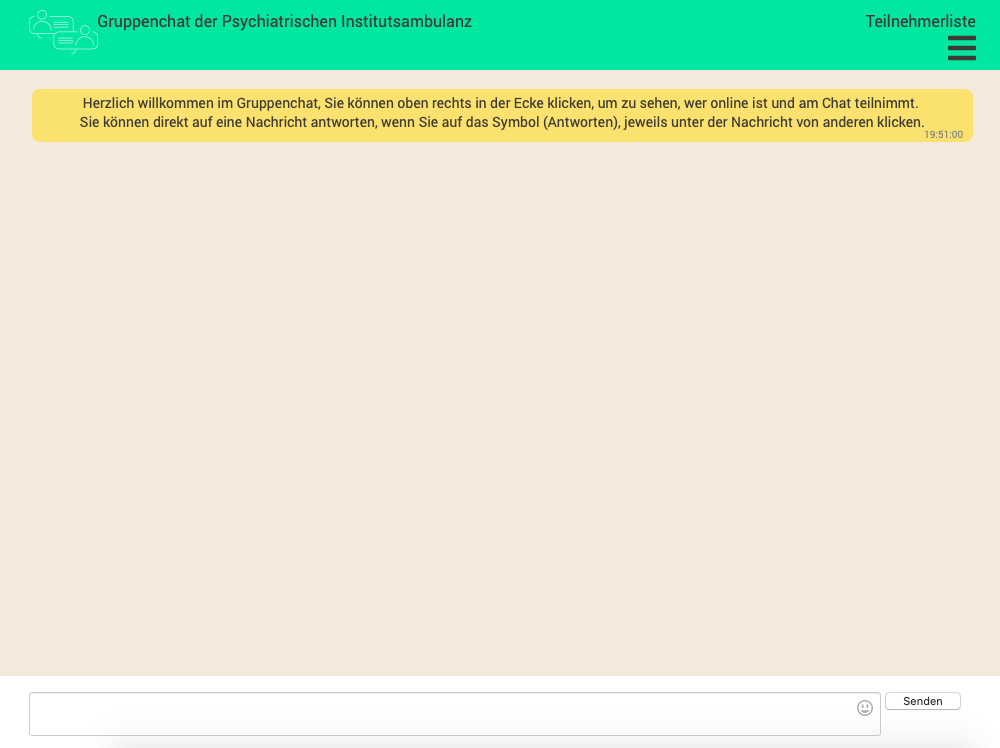 Gruppenchat der Psychiatrischen Institutsambulanz
Teilnehmerliste
Herzlich willkommen im Gruppenchat, Sie können oben rechts in der Ecke klicken, um zu sehen, wer online ist und am Chat teilnimmt.
Sie können direkt auf eine Nachricht antworten, wenn Sie auf das Symbol (Antworten), jeweils unter der Nachricht von anderen klicken.
19:51:00
Senden